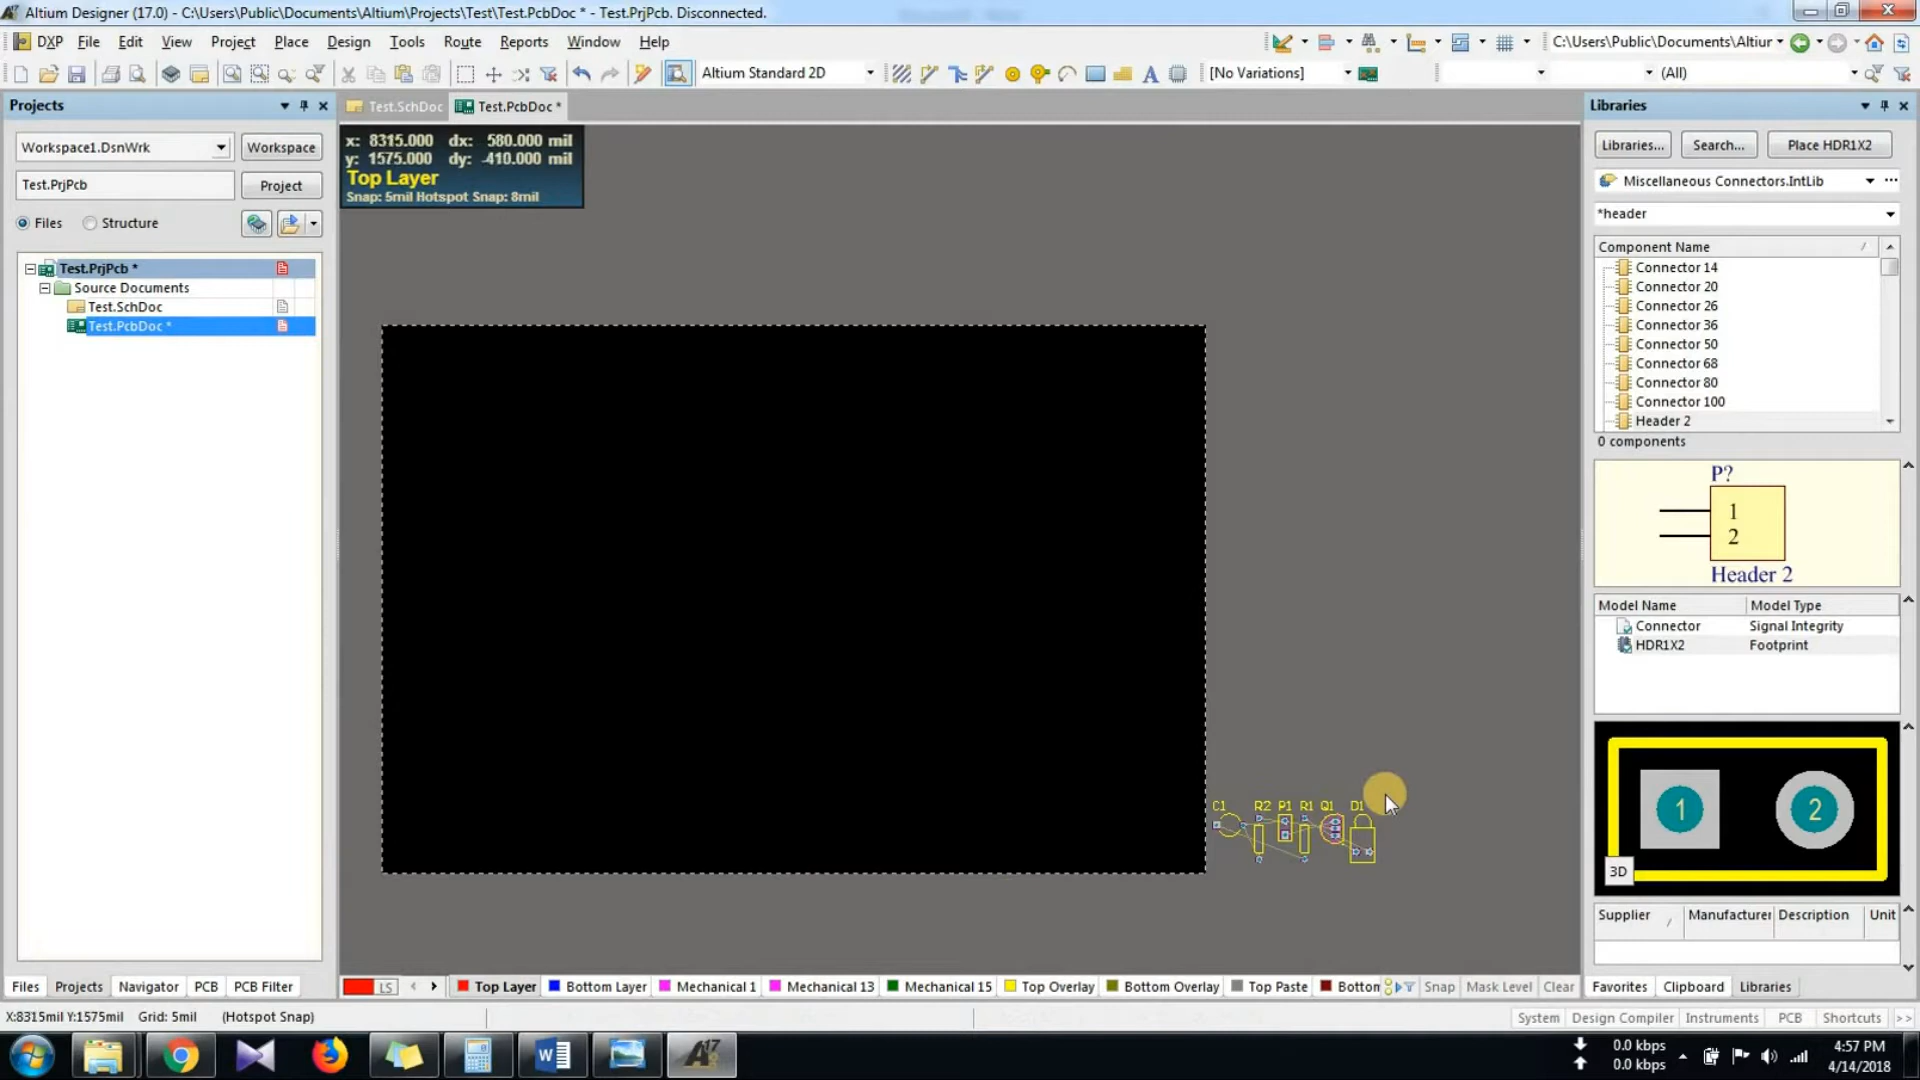 Altium Designer (17.0) - C:\Users\Public\Documents\Altium\Projects\Test\Test.PcbDoc * - Test.PrjPcb. Disconnected.
DXP File Edit View Project Place Design Tools Route Reports Window Help C:\Users\Public\Documents\Altiur
Altium Standard 2D [No Variations] (All)
Projects
Test.SchDoc Test.PcbDoc *
Libraries
Workspace1.DsnWrk Workspace
Test.PrjPcb Project
Files Structure
Test.PrjPcb *
Source Documents
Test.SchDoc
Test.PcbDoc *
x: 8315.000 dx: 580.000 mil
y: 1575.000 dy: -410.000 mil
Top Layer
Snap: 5mil Hotspot Snap: 8mil
C1 R2 P1 R1 Q1 D1
Libraries... Search... Place HDR1X2
Miscellaneous Connectors.IntLib ...
*header
Component Name
Connector 14
Connector 20
Connector 26
Connector 36
Connector 50
Connector 68
Connector 80
Connector 100
Header 2
0 components
P?
1
2
Header 2
Model Name Model Type
Connector Signal Integrity
HDR1X2 Footprint
1 2
3D
Supplier Manufacturer Description Unit
Files Projects Navigator PCB PCB Filter
LS Top Layer Bottom Layer Mechanical 1 Mechanical 13 Mechanical 15 Top Overlay Bottom Overlay Top Paste Bottom Snap Mask Level Clear
Favorites Clipboard Libraries
X:8315mil Y:1575mil Grid: 5mil (Hotspot Snap)
System Design Compiler Instruments PCB Shortcuts >>
17
0.0 kbps
0.0 kbps
4:57 PM
4/14/2018